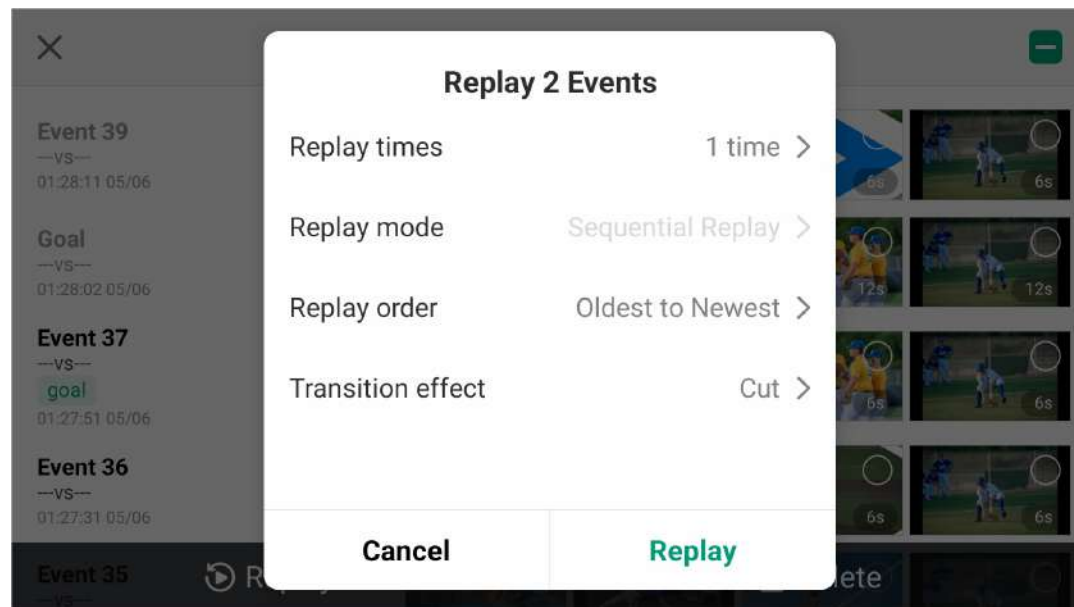 Replay 2 Events
Replay times 1 time
Replay mode Sequential Replay
Replay order Oldest to Newest
Transition effect Cut
Cancel Replay
Event 39
---vs---
01:28:11 05/06
6s 6s
Goal
---vs---
01:28:02 05/06
12s 12s
Event 37
---vs---
goal
01:27:51 05/06
6s 6s
Event 36
---vs---
01:27:31 05/06
6s 6s
Event 35
---vs---